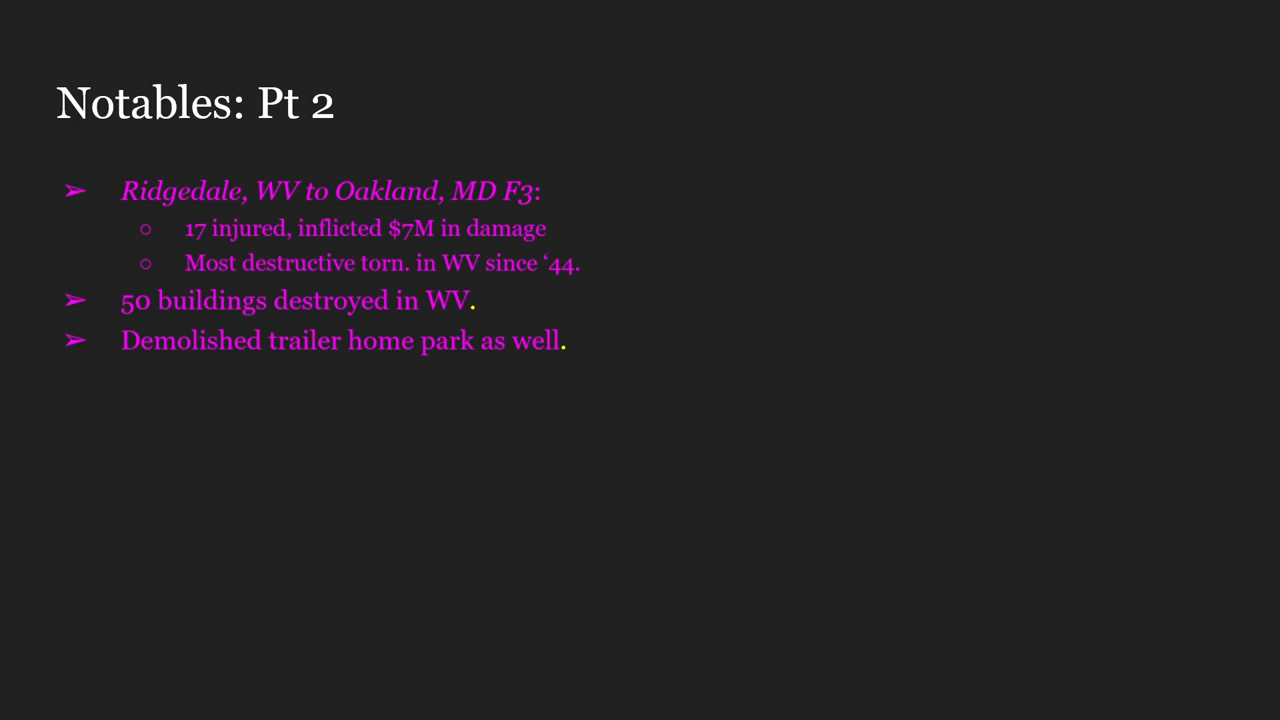 Notables: Pt 2
➢ Ridgedale, WV to Oakland, MD F3:
○ 17 injured, inflicted $7M in damage
○ Most destructive torn. in WV since ‘44.
➢ 50 buildings destroyed in WV.
➢ Demolished trailer home park as well.